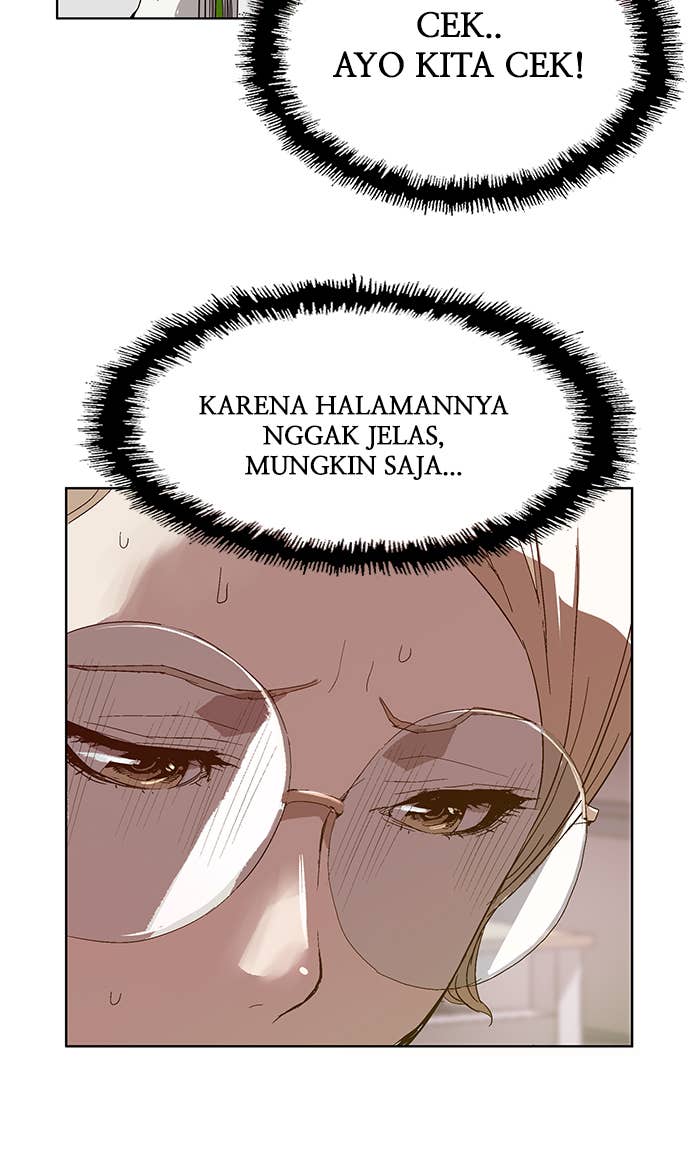 CEK..
AYO KITA CEK!
KARENA HALAMANNYA
NGGAK JELAS,
MUNGKIN SAJA...